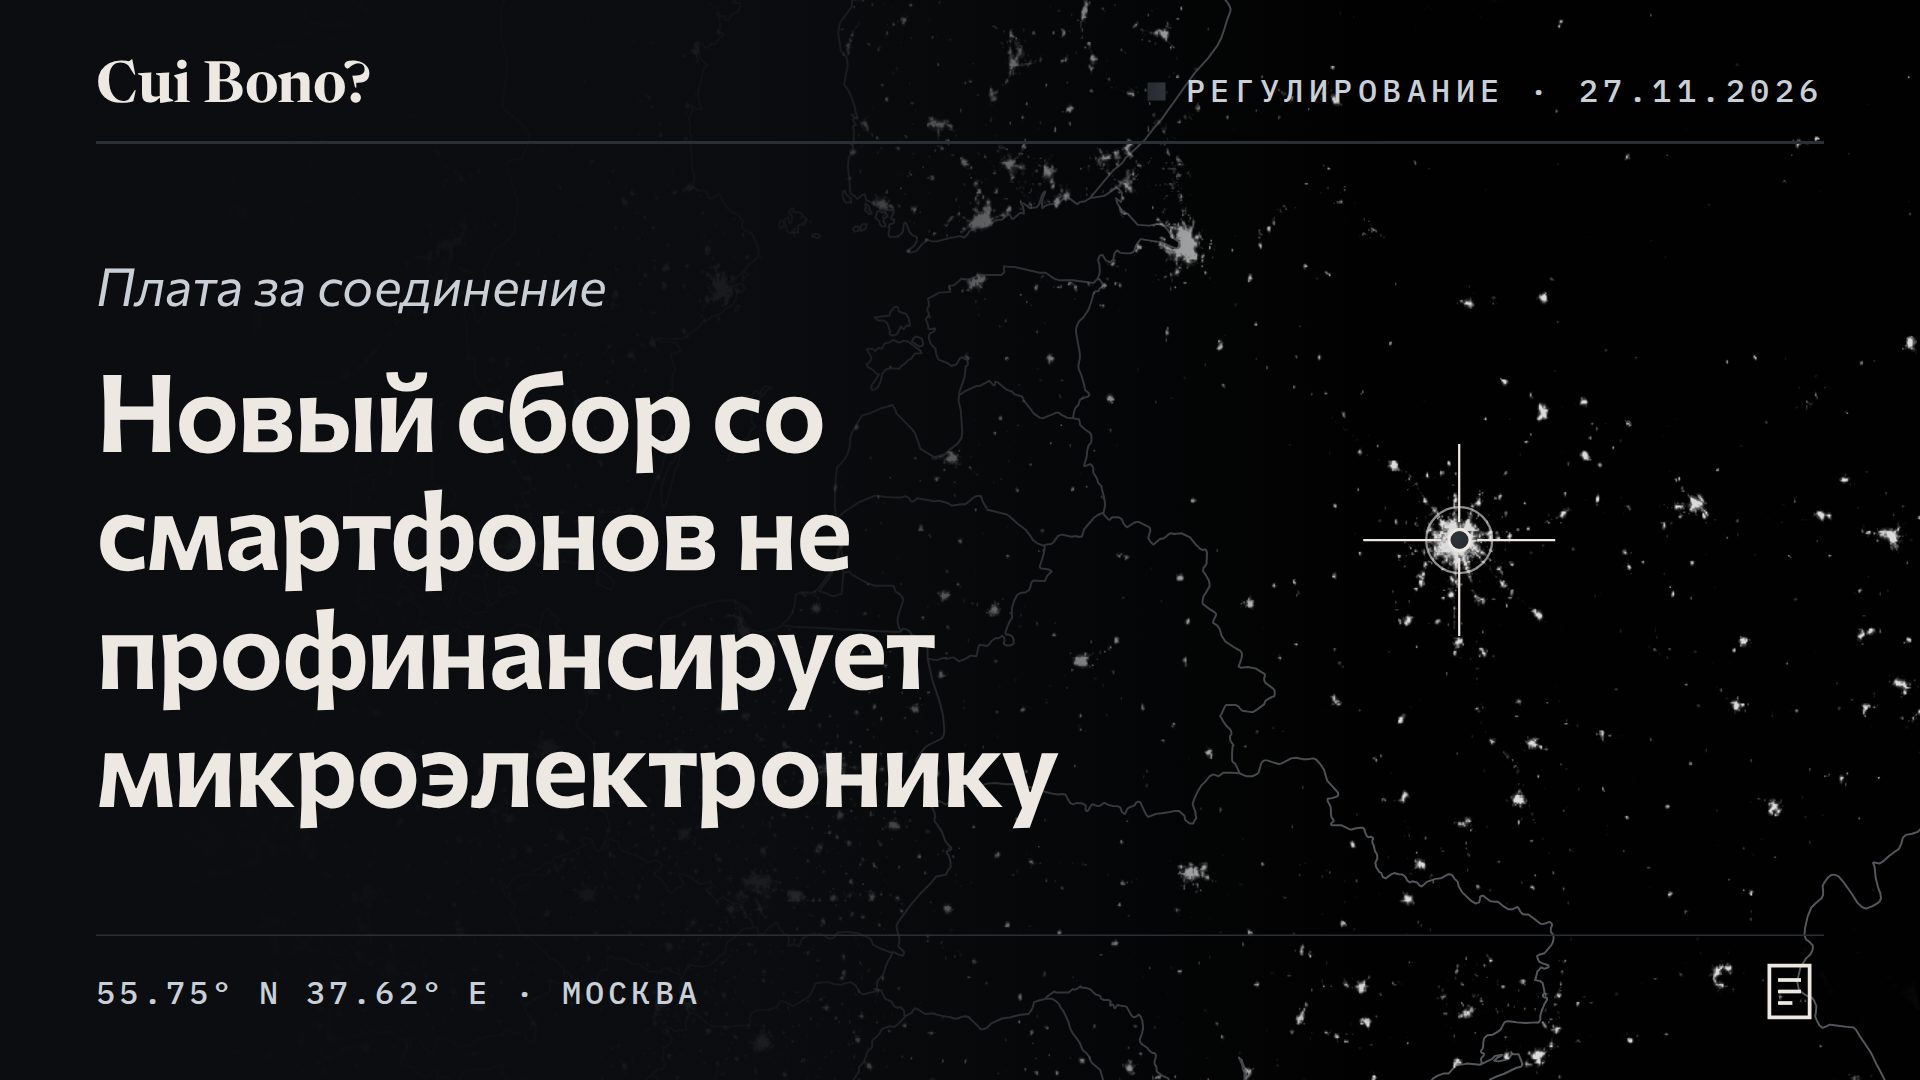 Cui Bono?
РЕГУЛИРОВАНИЕ · 27.11.2026
Плата за соединение
Новый сбор со
смартфонов не
профинансирует
микроэлектронику
55.75° N 37.62° E · МОСКВА